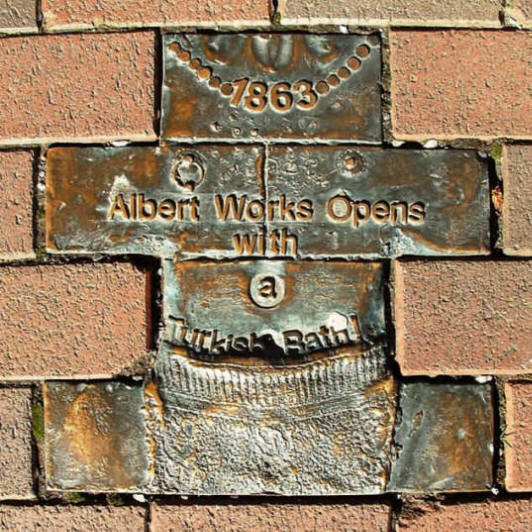 1863
Albert Works Opens
with
a
Turkish Bath!